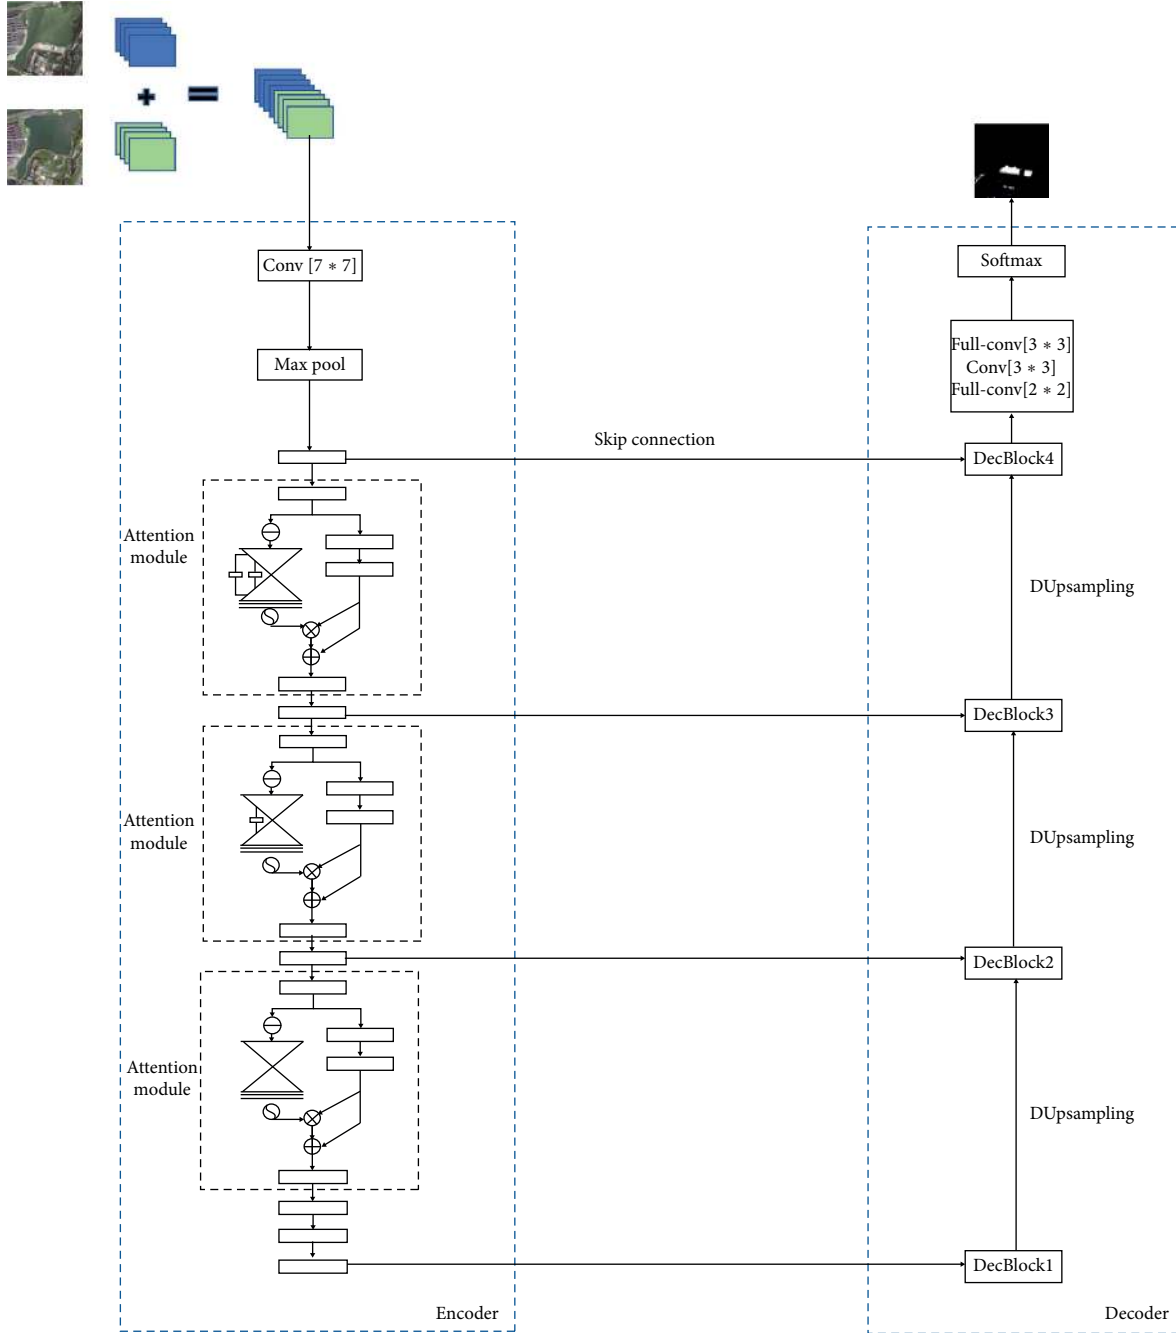 Conv [7 * 7]
Max pool
Skip connection
Attention
module
Attention
module
Attention
module
Encoder
Softmax
Full-conv[3 * 3]
Conv[3 * 3]
Full-conv[2 * 2]
DecBlock4
DUpsampling
DecBlock3
DUpsampling
DecBlock2
DUpsampling
DecBlock1
Decoder